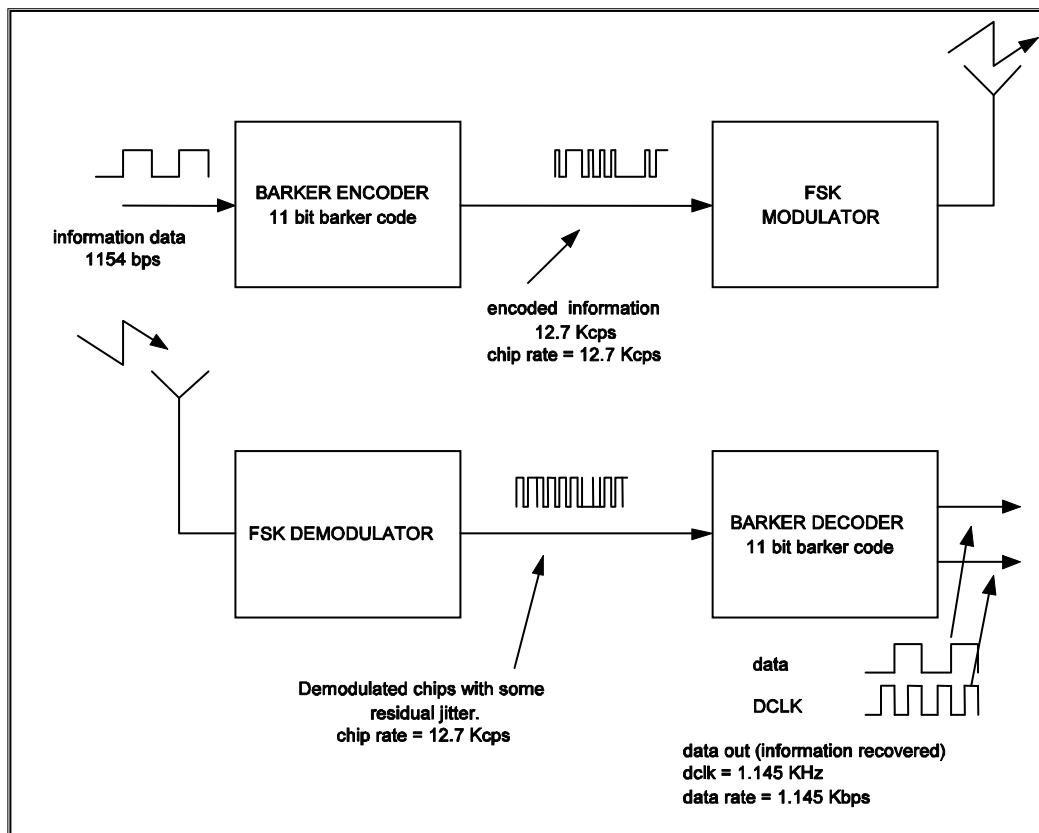 BARKER ENCODER
11 bit barker code
FSK
MODULATOR
information data
1154 bps
encoded information
12.7 Kcps
chip rate = 12.7 Kcps
FSK DEMODULATOR
BARKER DECODER
11 bit barker code
Demodulated chips with some
residual jitter.
chip rate = 12.7 Kcps
data
DCLK
data out (information recovered)
dclk = 1.145 KHz
data rate = 1.145 Kbps